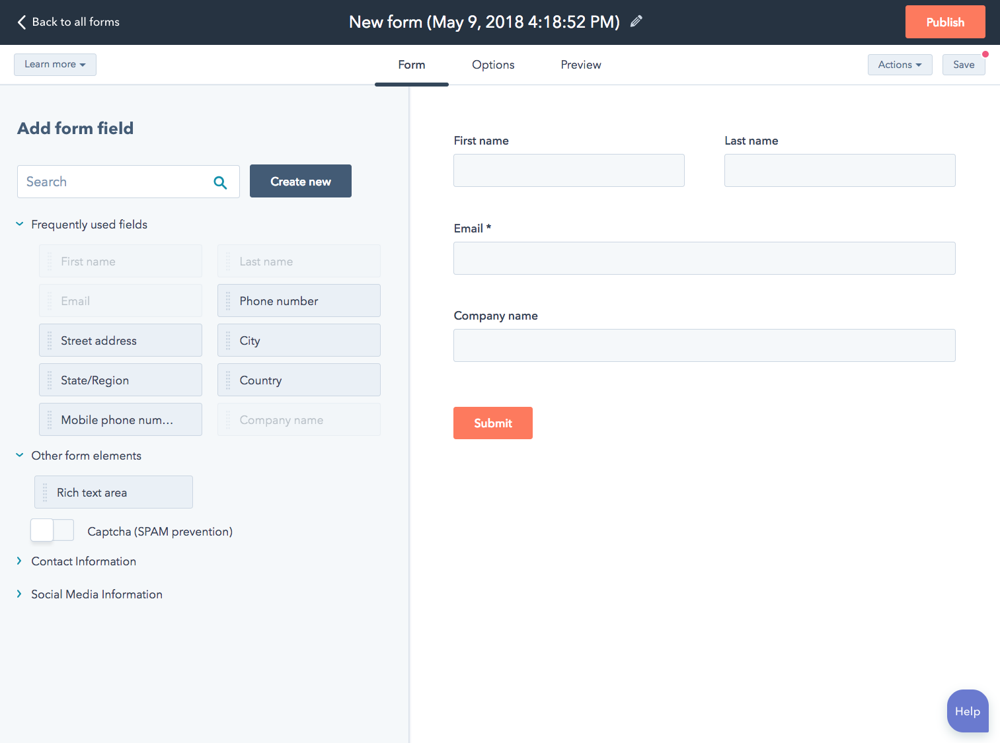 Back to all forms
New form (May 9, 2018 4:18:52 PM)
Publish
Learn more
Form
Options
Preview
Actions
Save
Add form field
Search
Create new
Frequently used fields
First name
Last name
Email
Phone number
Street address
City
State/Region
Country
Mobile phone num...
Company name
Other form elements
Rich text area
Captcha (SPAM prevention)
Contact Information
Social Media Information
First name
Last name
Email *
Company name
Submit
Help